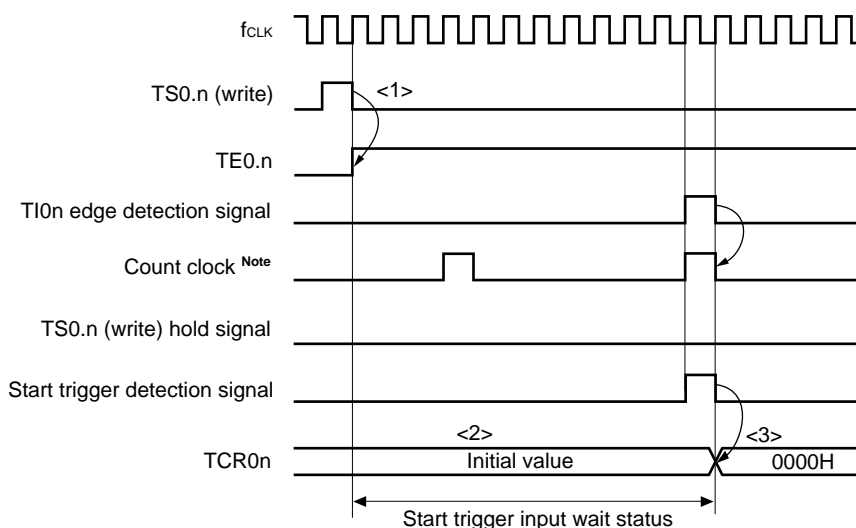 fCLK
TS0.n (write)
<1>
TE0.n
TI0n edge detection signal
Count clock Note
TS0.n (write) hold signal
Start trigger detection signal
<2>
<3>
TCR0n
Initial value
0000H
Start trigger input wait status